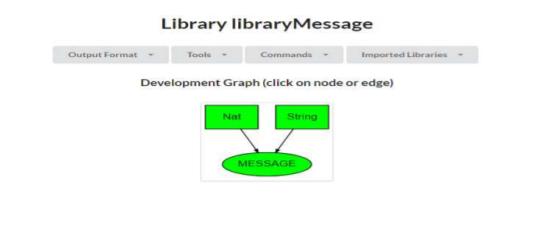 Library libraryMessage
Output Format Tools Commands Imported Libraries
Development Graph (click on node or edge)
Nat String
MESSAGE